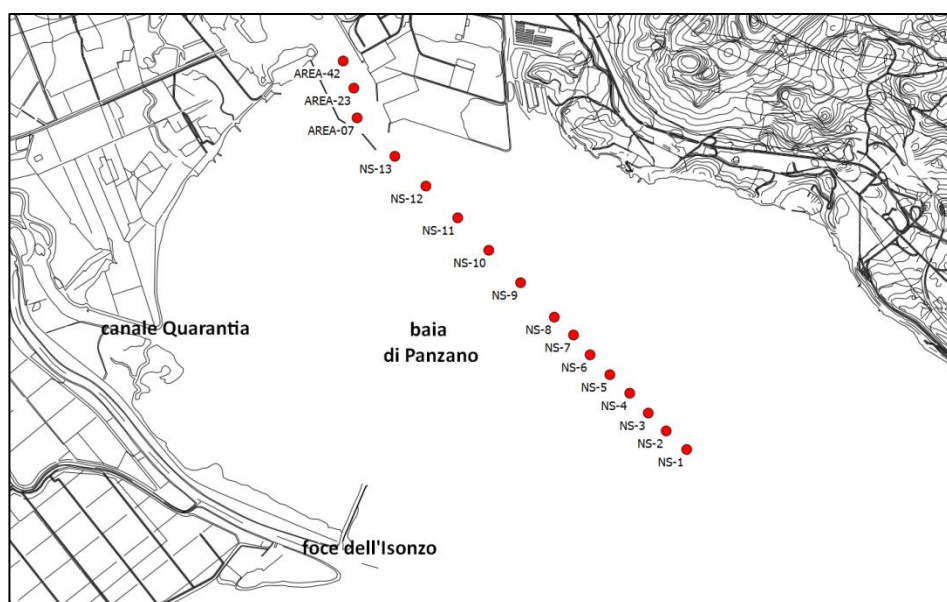 AREA-42
AREA-23
AREA-07
NS-13
NS-12
NS-11
NS-10
NS-9
NS-8
canale Quarantia
baia
di Panzano
NS-7
NS-6
NS-5
NS-4
NS-3
NS-2
NS-1
foce dell'Isonzo